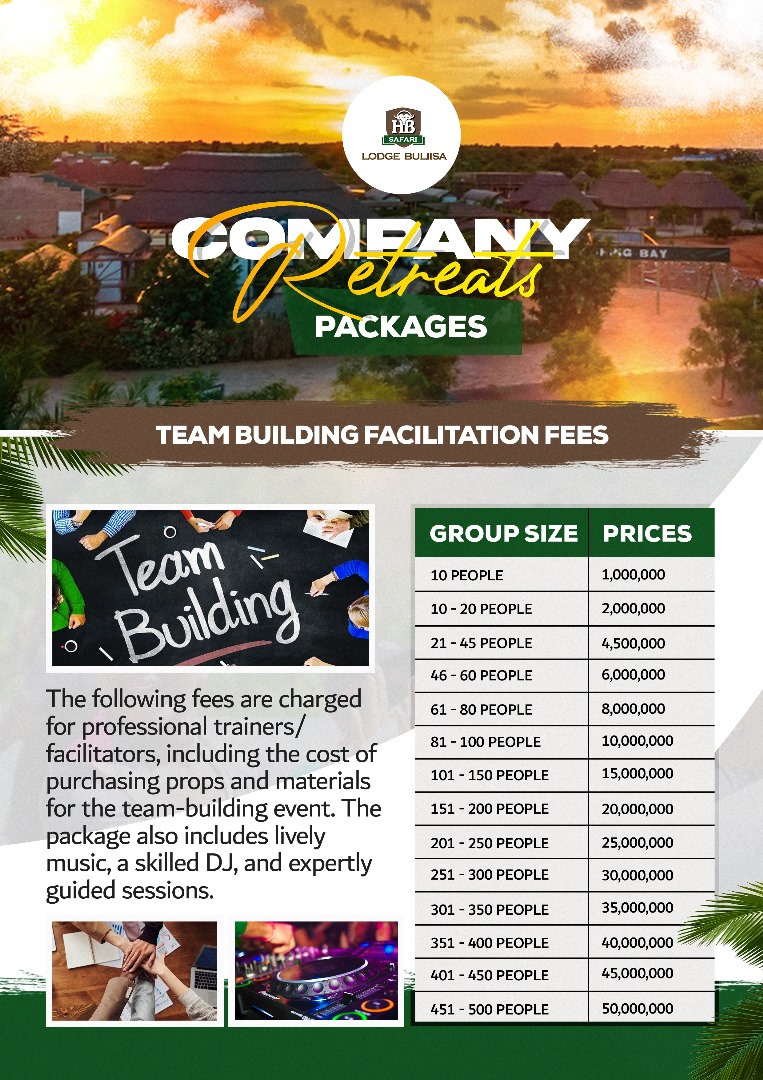 HB
SAFARI
LODGE BULIISA
COMPANY
Retreats
PACKAGES
BAY
TEAM BUILDING FACILITATION FEES
Team
Building
The following fees are charged
for professional trainers/
facilitators, including the cost of
purchasing props and materials
for the team-building event. The
package also includes lively
music, a skilled DJ, and expertly
guided sessions.
GROUP SIZE PRICES
10 PEOPLE 1,000,000
10 - 20 PEOPLE 2,000,000
21 - 45 PEOPLE 4,500,000
46 - 60 PEOPLE 6,000,000
61 - 80 PEOPLE 8,000,000
81 - 100 PEOPLE 10,000,000
101 - 150 PEOPLE 15,000,000
151 - 200 PEOPLE 20,000,000
201 - 250 PEOPLE 25,000,000
251 - 300 PEOPLE 30,000,000
301 - 350 PEOPLE 35,000,000
351 - 400 PEOPLE 40,000,000
401 - 450 PEOPLE 45,000,000
451 - 500 PEOPLE 50,000,000